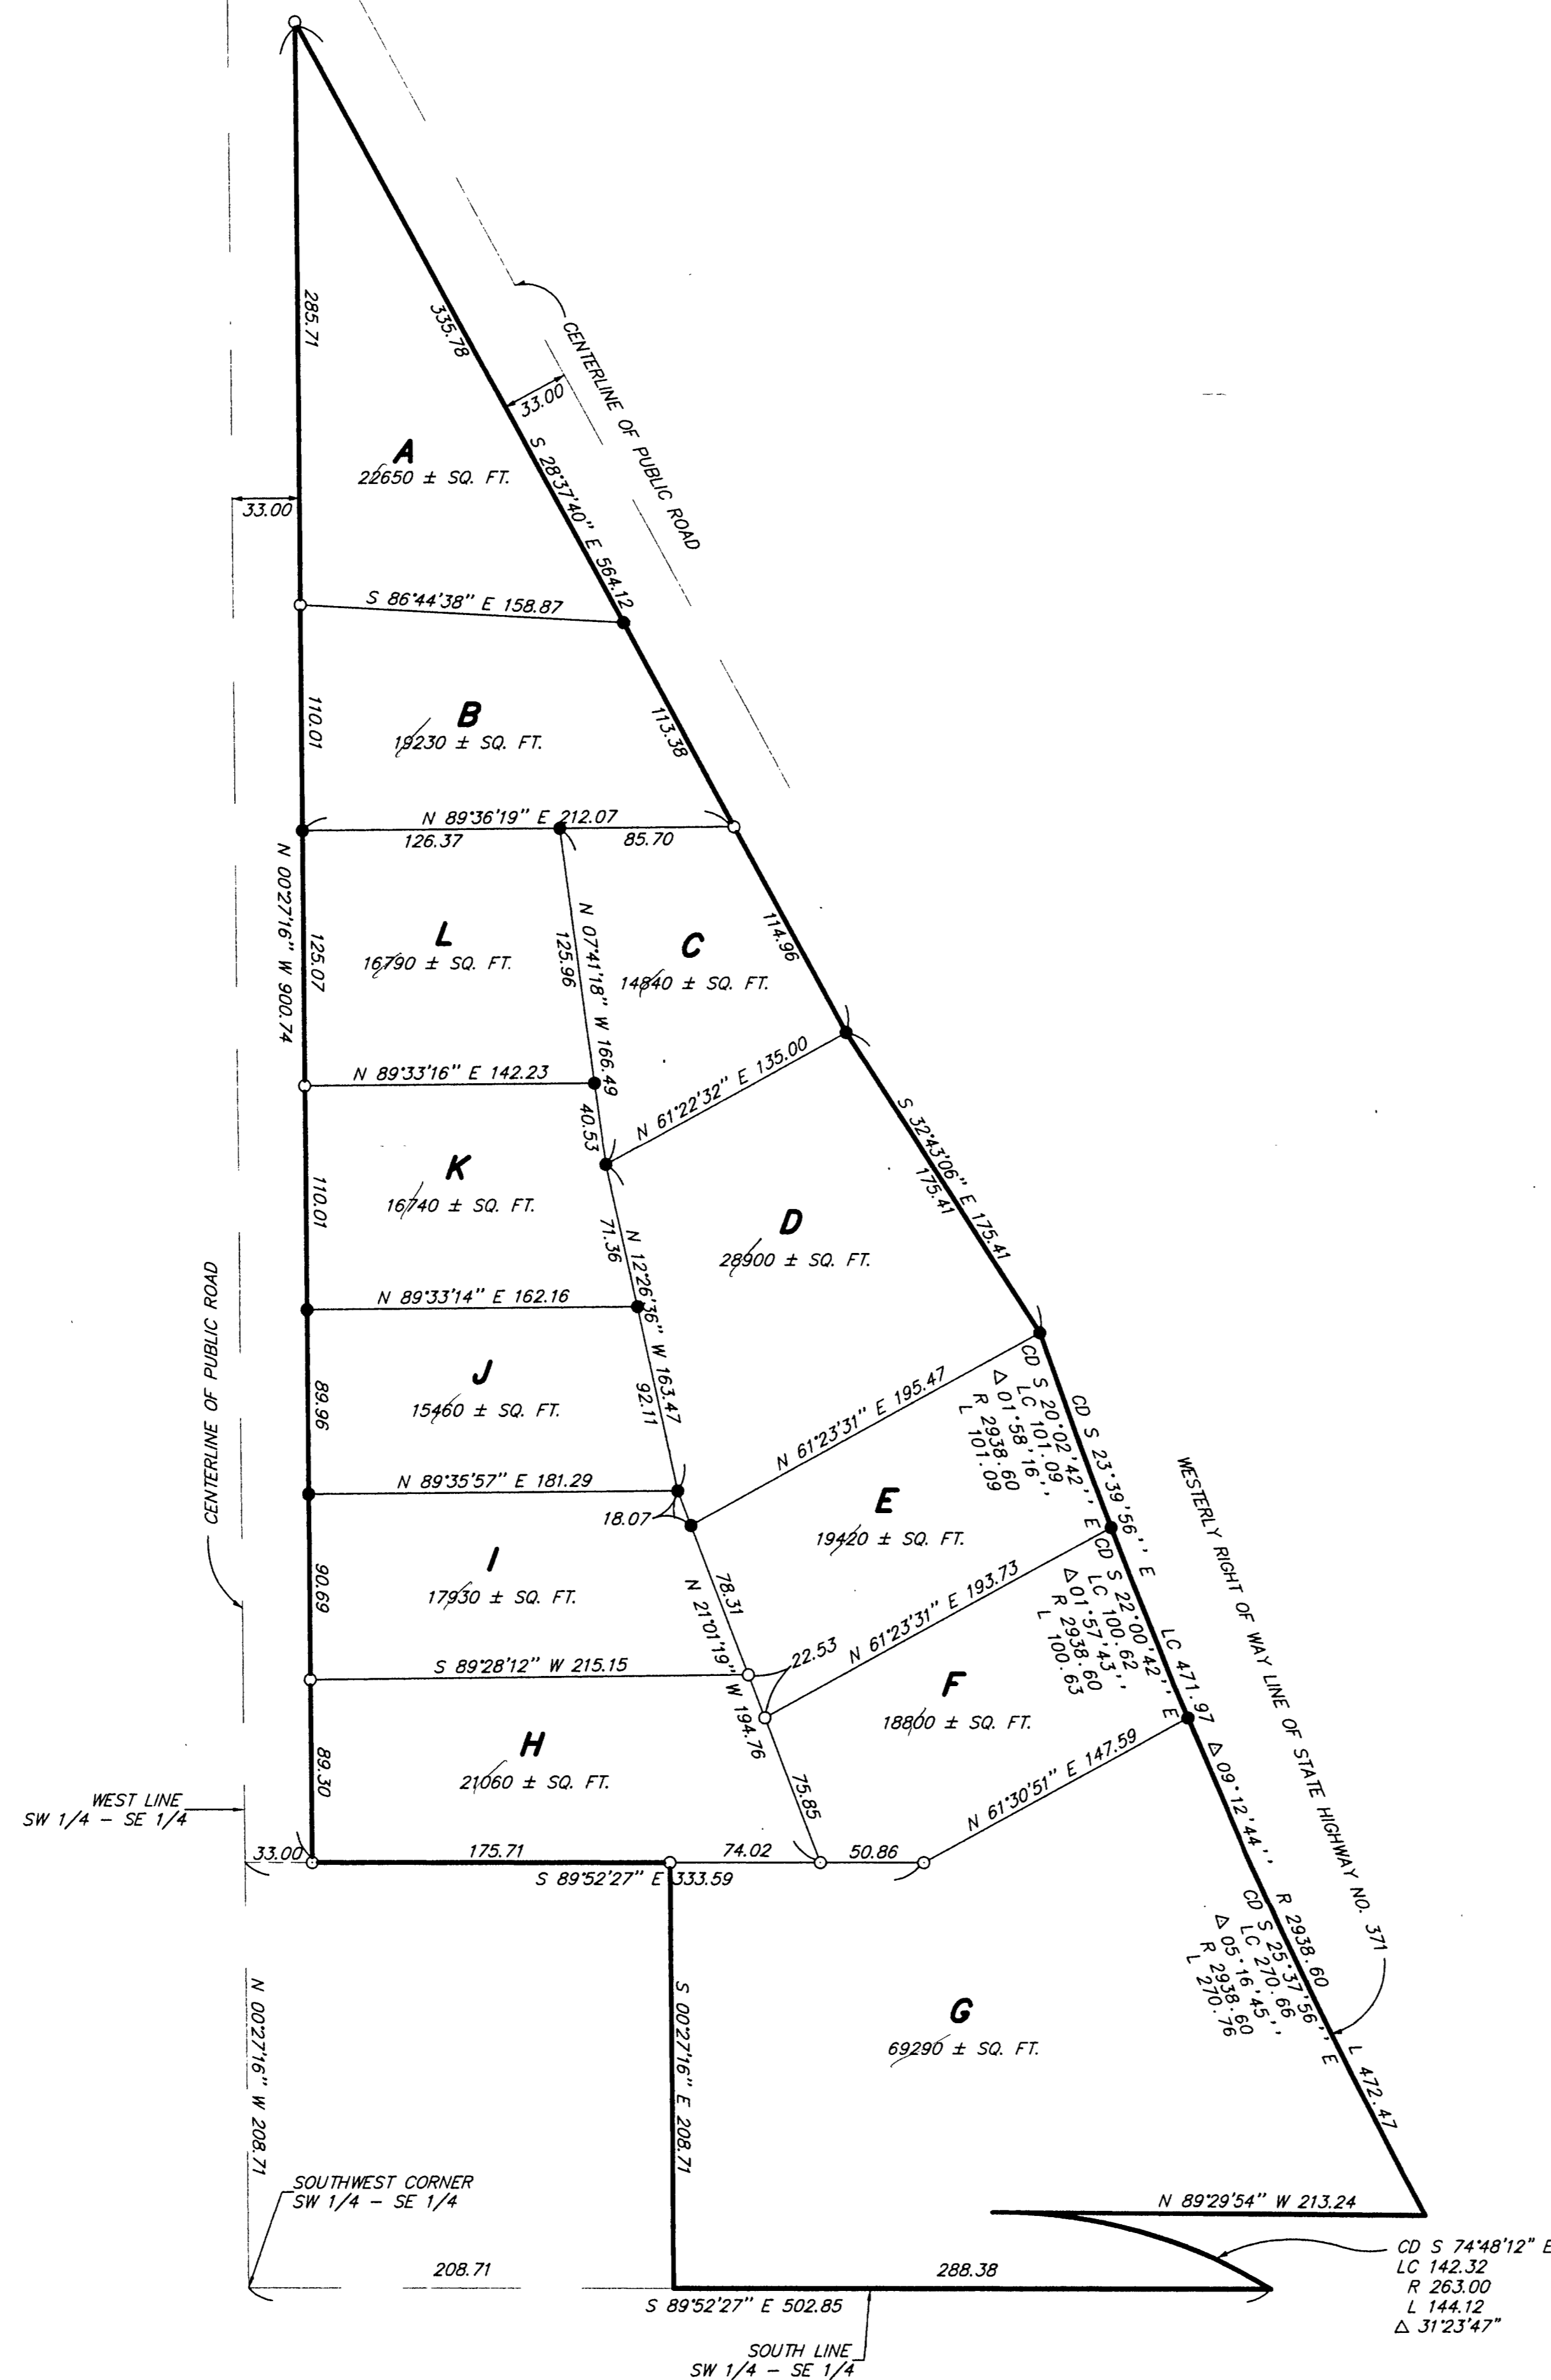 285.71
335.78
CENTERLINE OF PUBLIC ROAD
33.00
S 28°37'40" E 564.12
A
22650 ± SQ. FT.
33.00
S 86°44'38" E 158.87
110.01
B
19230 ± SQ. FT.
113.38
N 89°36'19" E 212.07
126.37
85.70
N 00°27'16" W 900.74
125.07
L
16790 ± SQ. FT.
N 07°41'18" W 166.49
125.96
C
14840 ± SQ. FT.
114.96
N 89°33'16" E 142.23
40.53
N 61°22'32" E 135.00
S 32°43'06" E 175.41
175.41
110.01
K
16740 ± SQ. FT.
71.36
N 12°26'36" W 163.47
D
28900 ± SQ. FT.
N 89°33'14" E 162.16
CENTERLINE OF PUBLIC ROAD
89.96
J
15460 ± SQ. FT.
92.11
N 61°23'31" E 195.47
CD S 20°02'42'' E
LC 101.09
△ 01°58'16''
R 2938.60
L 101.09
CD S 23°39'56'' E
LC 471.97
△ 09°12'44''
R 2938.60
L 472.47
WESTERLY RIGHT OF WAY LINE OF STATE HIGHWAY NO. 371
N 89°35'57" E 181.29
18.07
E
19420 ± SQ. FT.
90.69
I
17930 ± SQ. FT.
78.31
N 21°01'19" W 194.76
N 61°23'31" E 193.73
CD S 22°00'42'' E
LC 100.62
△ 01°57'43''
R 2938.60
L 100.63
22.53
S 89°28'12" W 215.15
F
18800 ± SQ. FT.
89.30
H
21060 ± SQ. FT.
75.85
N 61°30'51" E 147.59
WEST LINE
SW 1/4 - SE 1/4
33.00
175.71
74.02
50.86
S 89°52'27" E 333.59
CD S 25°37'56'' E
LC 270.66
△ 05°16'45''
R 2938.60
L 270.76
N 00°27'16" W 208.71
S 00°27'16" E 208.71
G
69290 ± SQ. FT.
SOUTHWEST CORNER
SW 1/4 - SE 1/4
N 89°29'54" W 213.24
208.71
288.38
CD S 74°48'12" E
LC 142.32
R 263.00
L 144.12
△ 31°23'47"
S 89°52'27" E 502.85
SOUTH LINE
SW 1/4 - SE 1/4